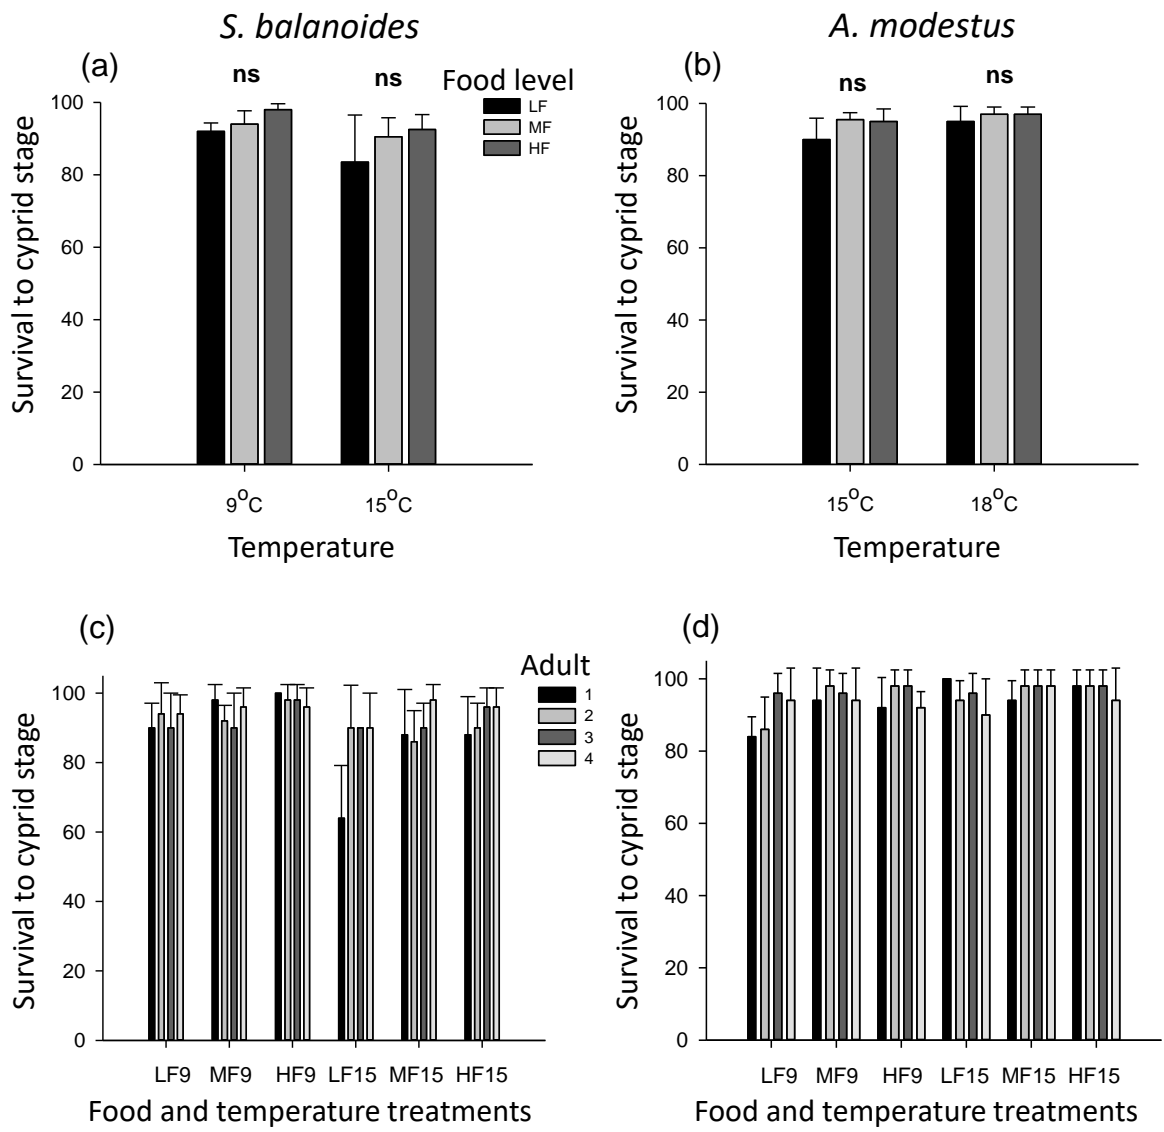 S. balanoides
A. modestus
(a)
ns
ns
Food level
LF
MF
HF
Survival to cyprid stage
100
80
60
40
20
0
9°C
15°C
Temperature
(b)
ns
ns
Survival to cyprid stage
100
80
60
40
20
0
15°C
18°C
Temperature
(c)
Adult
1
2
3
4
Survival to cyprid stage
100
80
60
40
20
0
LF9 MF9 HF9 LF15 MF15 HF15
Food and temperature treatments
(d)
Survival to cyprid stage
100
80
60
40
20
0
LF9 MF9 HF9 LF15 MF15 HF15
Food and temperature treatments